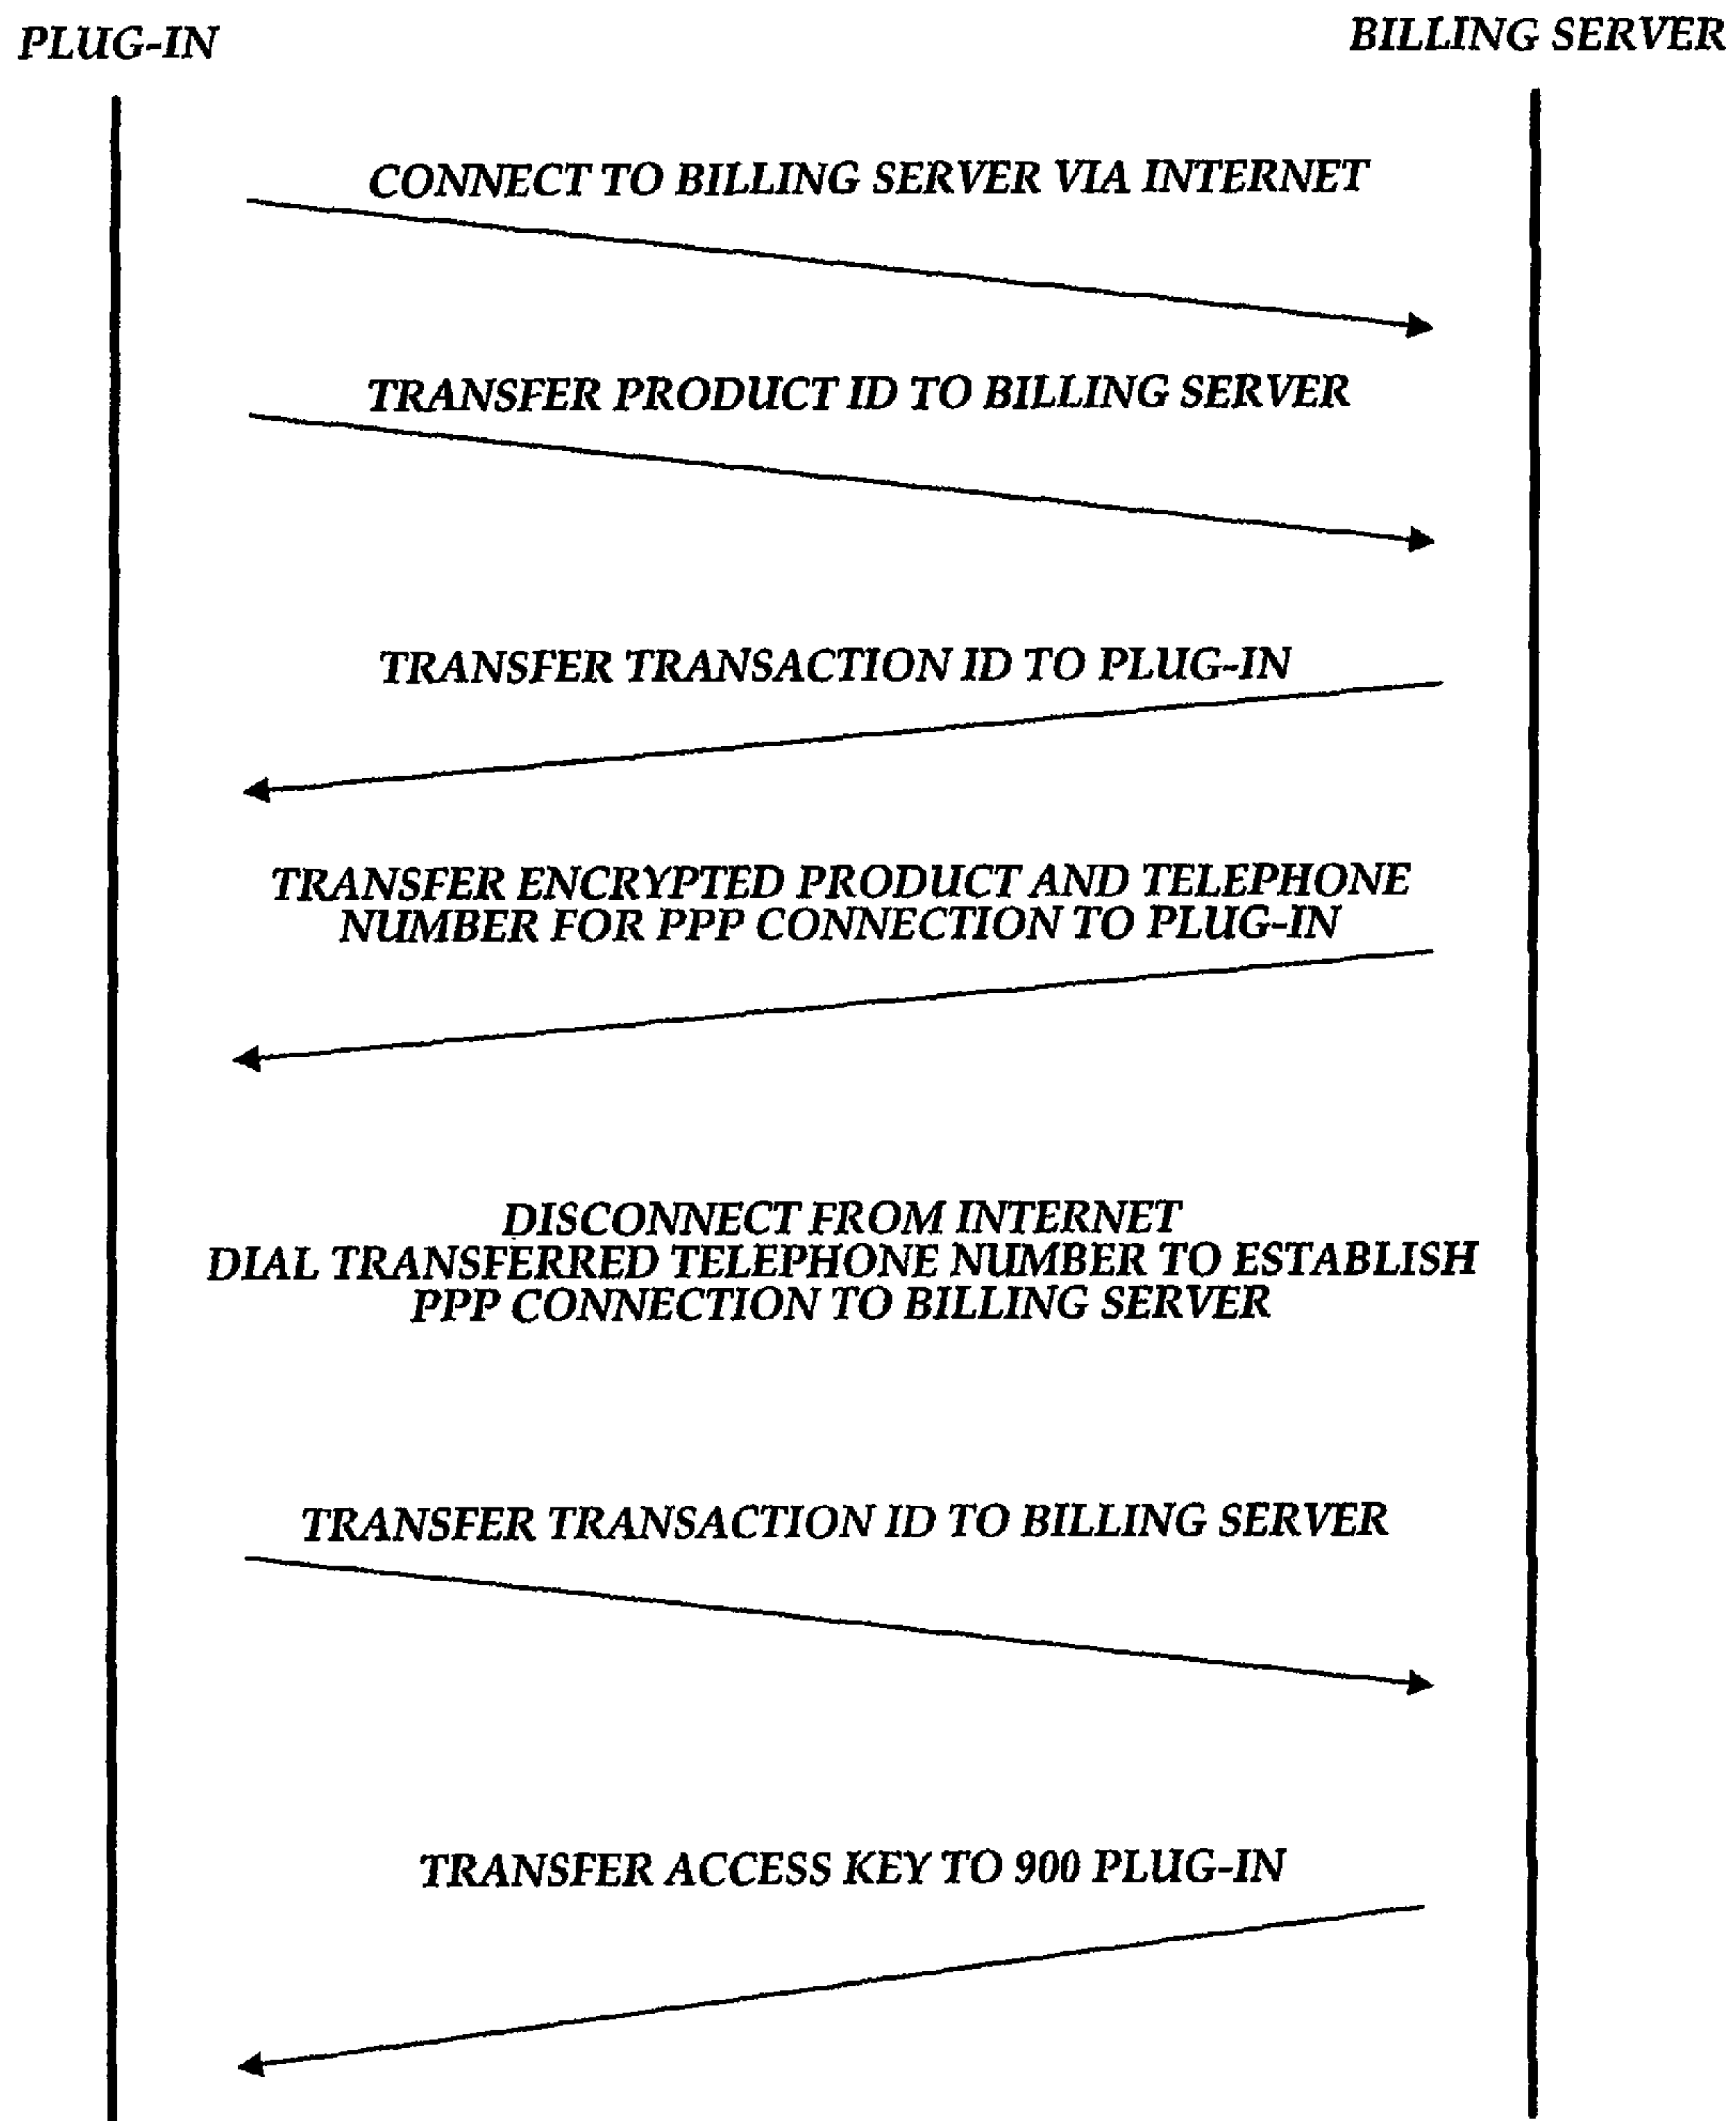 PLUG-IN
BILLING SERVER
CONNECT TO BILLING SERVER VIA INTERNET
TRANSFER PRODUCT ID TO BILLING SERVER
TRANSFER TRANSACTION ID TO PLUG-IN
TRANSFER ENCRYPTED PRODUCT AND TELEPHONE
NUMBER FOR PPP CONNECTION TO PLUG-IN
DISCONNECT FROM INTERNET
DIAL TRANSFERRED TELEPHONE NUMBER TO ESTABLISH
PPP CONNECTION TO BILLING SERVER
TRANSFER TRANSACTION ID TO BILLING SERVER
TRANSFER ACCESS KEY TO 900 PLUG-IN